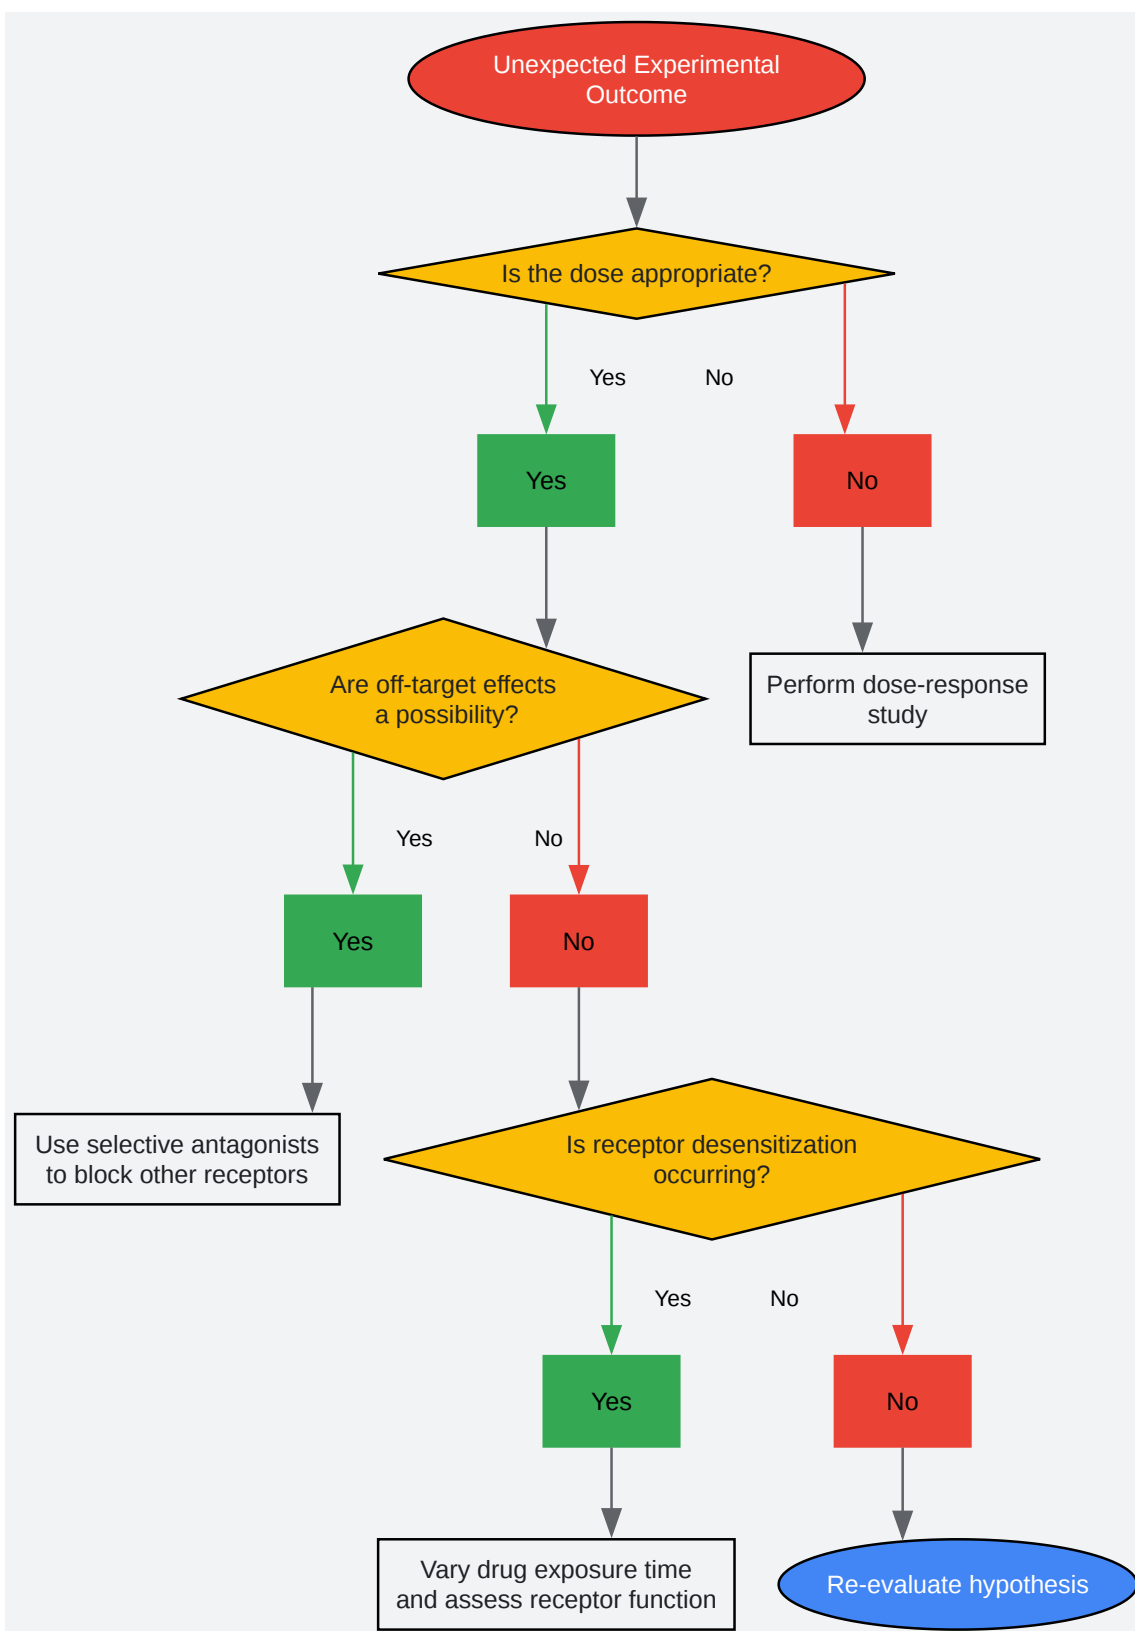 Unexpected Experimental
Outcome
Is the dose appropriate?
Yes
No
Yes
No
Are off-target effects
a possibility?
Perform dose-response
study
Yes
No
Yes
No
Use selective antagonists
to block other receptors
Is receptor desensitization
occurring?
Yes
No
Yes
No
Vary drug exposure time
and assess receptor function
Re-evaluate hypothesis